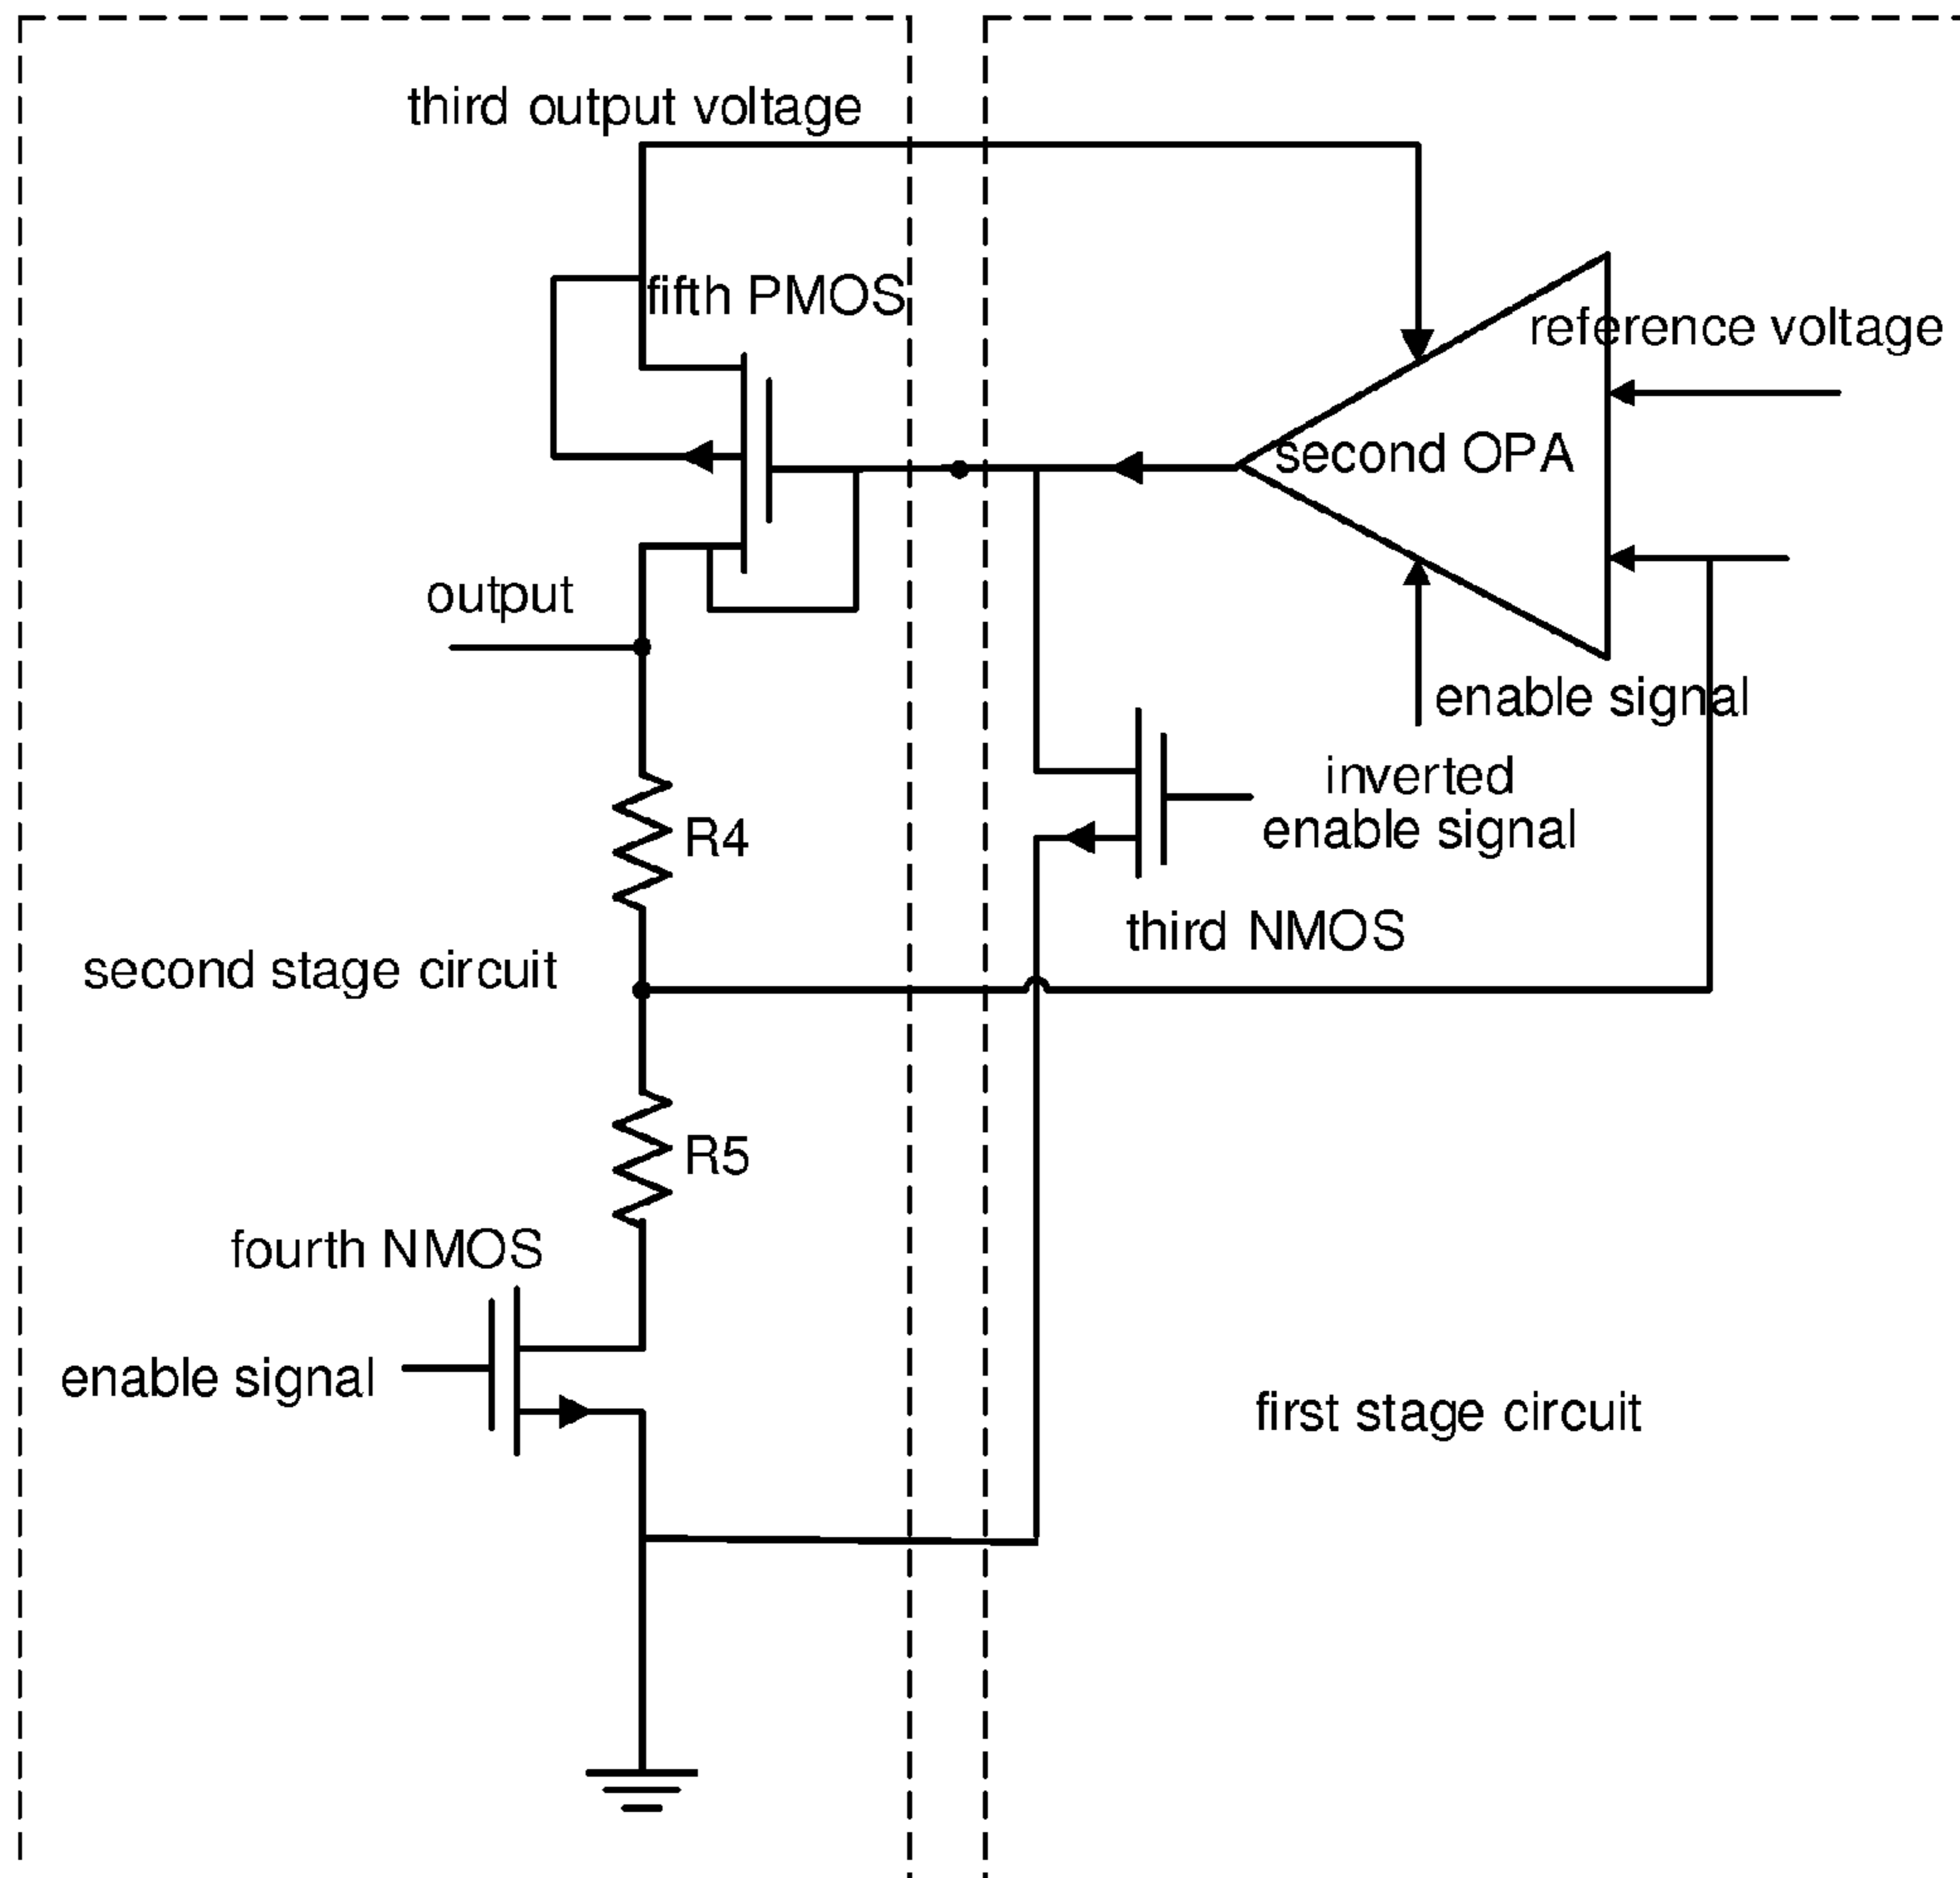 third output voltage
fifth PMOS
reference voltage
second OPA
output
enable signal
inverted
enable signal
R4
third NMOS
second stage circuit
R5
fourth NMOS
enable signal
first stage circuit